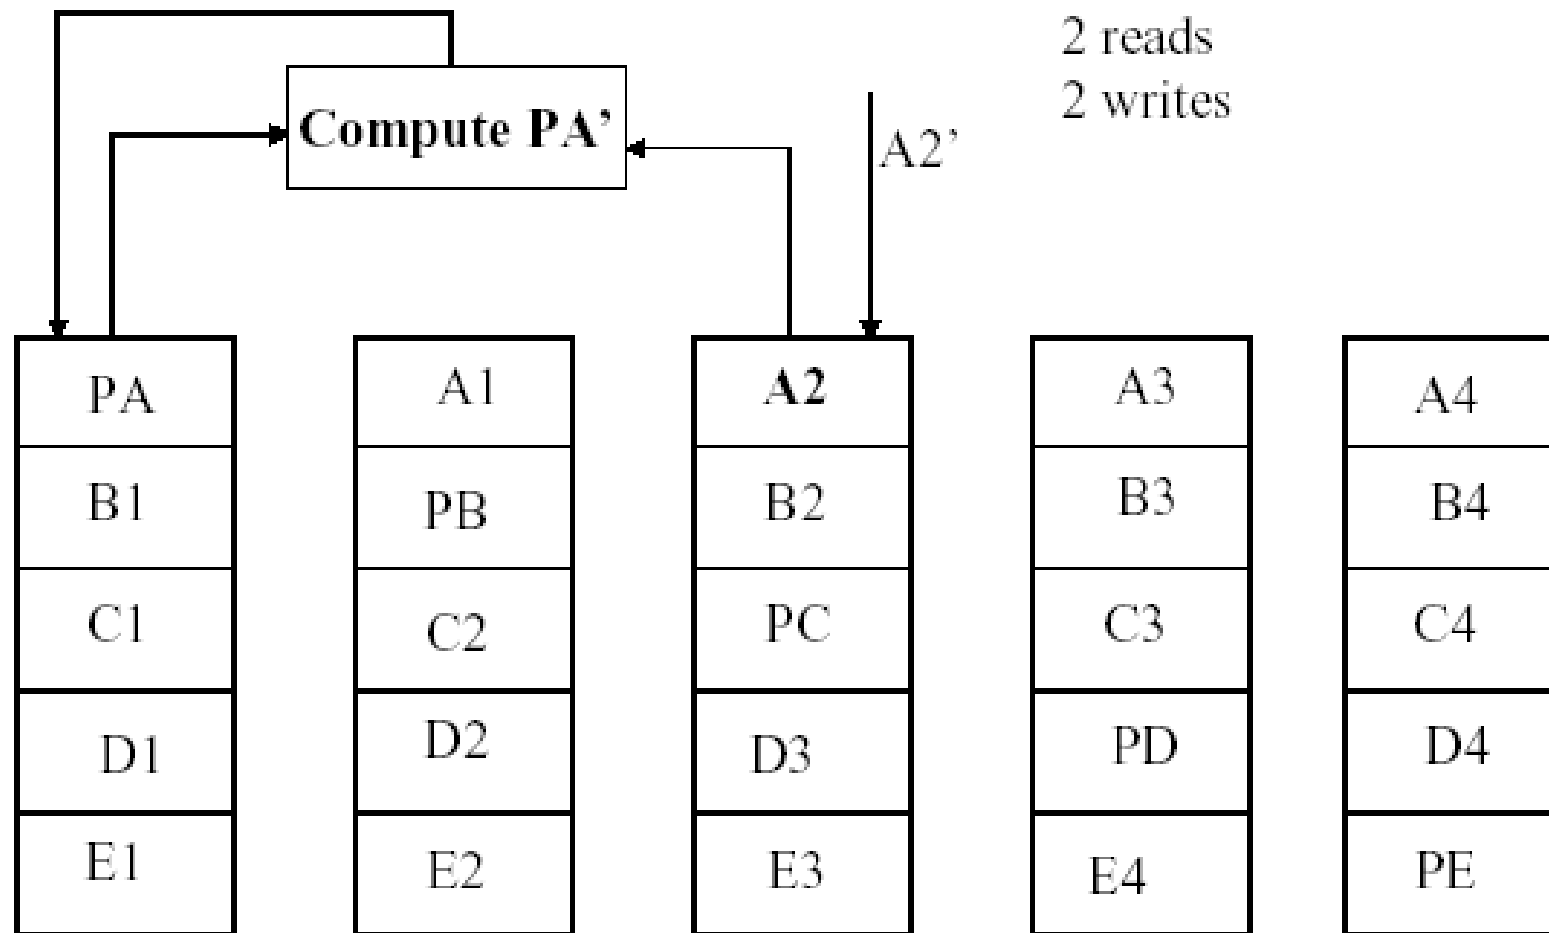 2 reads
2 writes
Compute PA’
A2’
PA A1 A2 A3 A4
B1 PB B2 B3 B4
C1 C2 PC C3 C4
D1 D2 D3 PD D4
E1 E2 E3 E4 PE